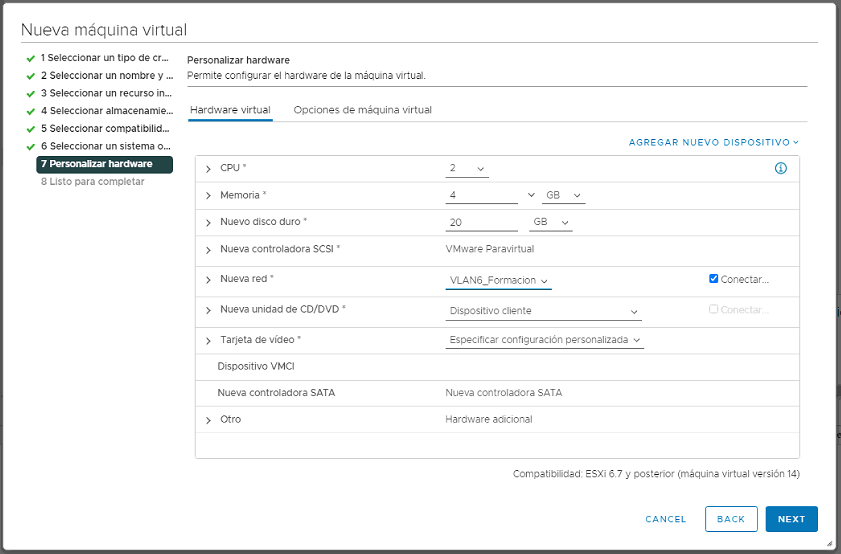 Nueva máquina virtual
1 Seleccionar un tipo de cr...
2 Seleccionar un nombre y ...
3 Seleccionar un recurso in...
4 Seleccionar almacenamie...
5 Seleccionar compatibilid...
6 Seleccionar un sistema o...
7 Personalizar hardware
8 Listo para completar
Personalizar hardware
Permite configurar el hardware de la máquina virtual.
Hardware virtual Opciones de máquina virtual
AGREGAR NUEVO DISPOSITIVO
CPU * 2
Memoria * 4 GB
Nuevo disco duro * 20 GB
Nueva controladora SCSI * VMware Paravirtual
Nueva red * VLAN6_Formacion Conectar...
Nueva unidad de CD/DVD * Dispositivo cliente Conectar...
Tarjeta de vídeo * Especificar configuración personalizada
Dispositivo VMCI
Nueva controladora SATA Nueva controladora SATA
Otro Hardware adicional
Compatibilidad: ESXi 6.7 y posterior (máquina virtual versión 14)
CANCEL BACK NEXT